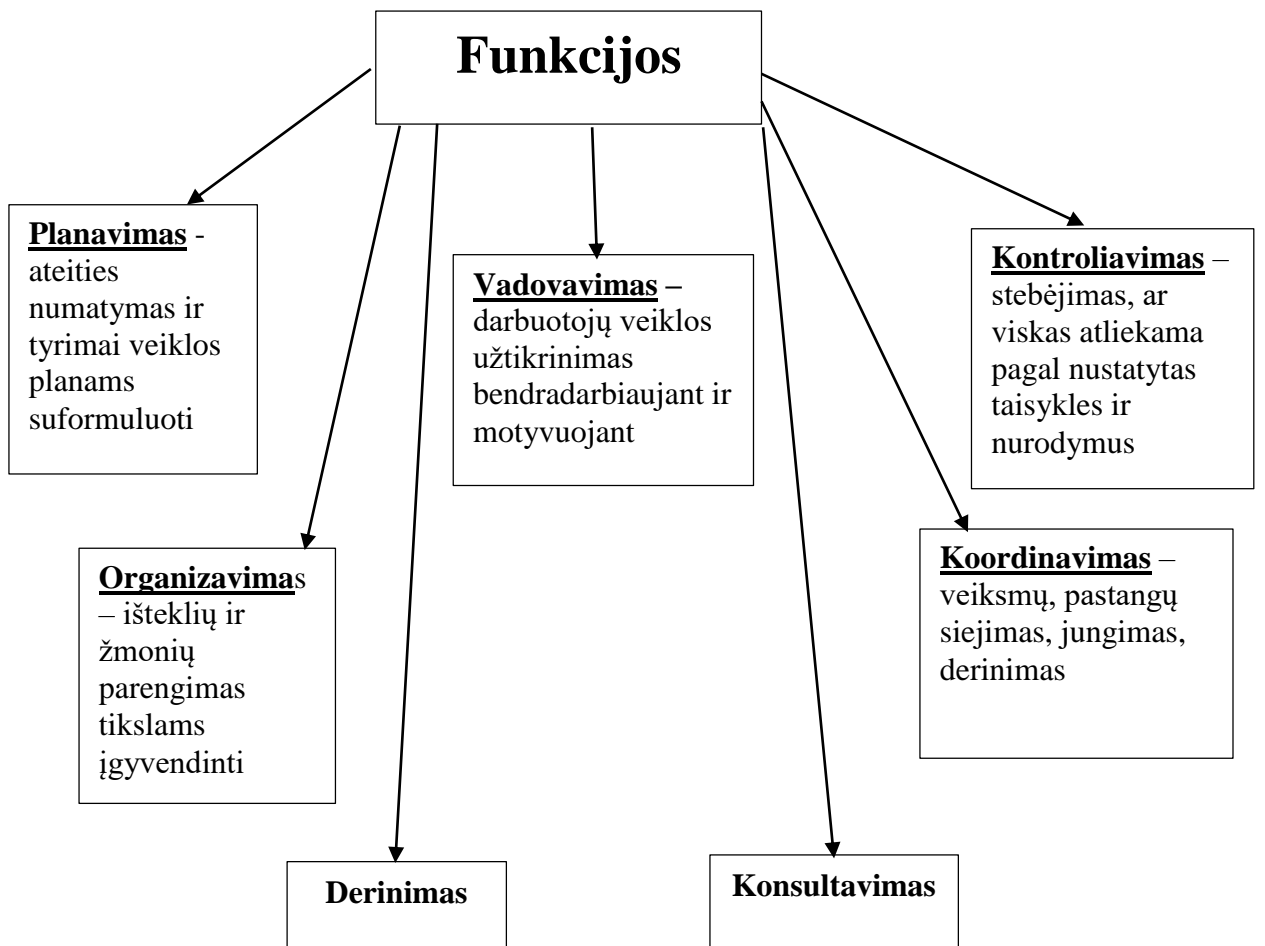 Funkcijos
Planavimas -
ateities
numatymas ir
tyrimai veiklos
planams
suformuluoti
Vadovavimas –
darbuotojų veiklos
užtikrinimas
bendradarbiaujant ir
motyvuojant
Kontroliavimas –
stebėjimas, ar
viskas atliekama
pagal nustatytas
taisykles ir
nurodymus
Organizavimas
– išteklių ir
žmonių
parengimas
tikslams
įgyvendinti
Koordinavimas –
veiksmų, pastangų
siejimas, jungimas,
derinimas
Derinimas
Konsultavimas